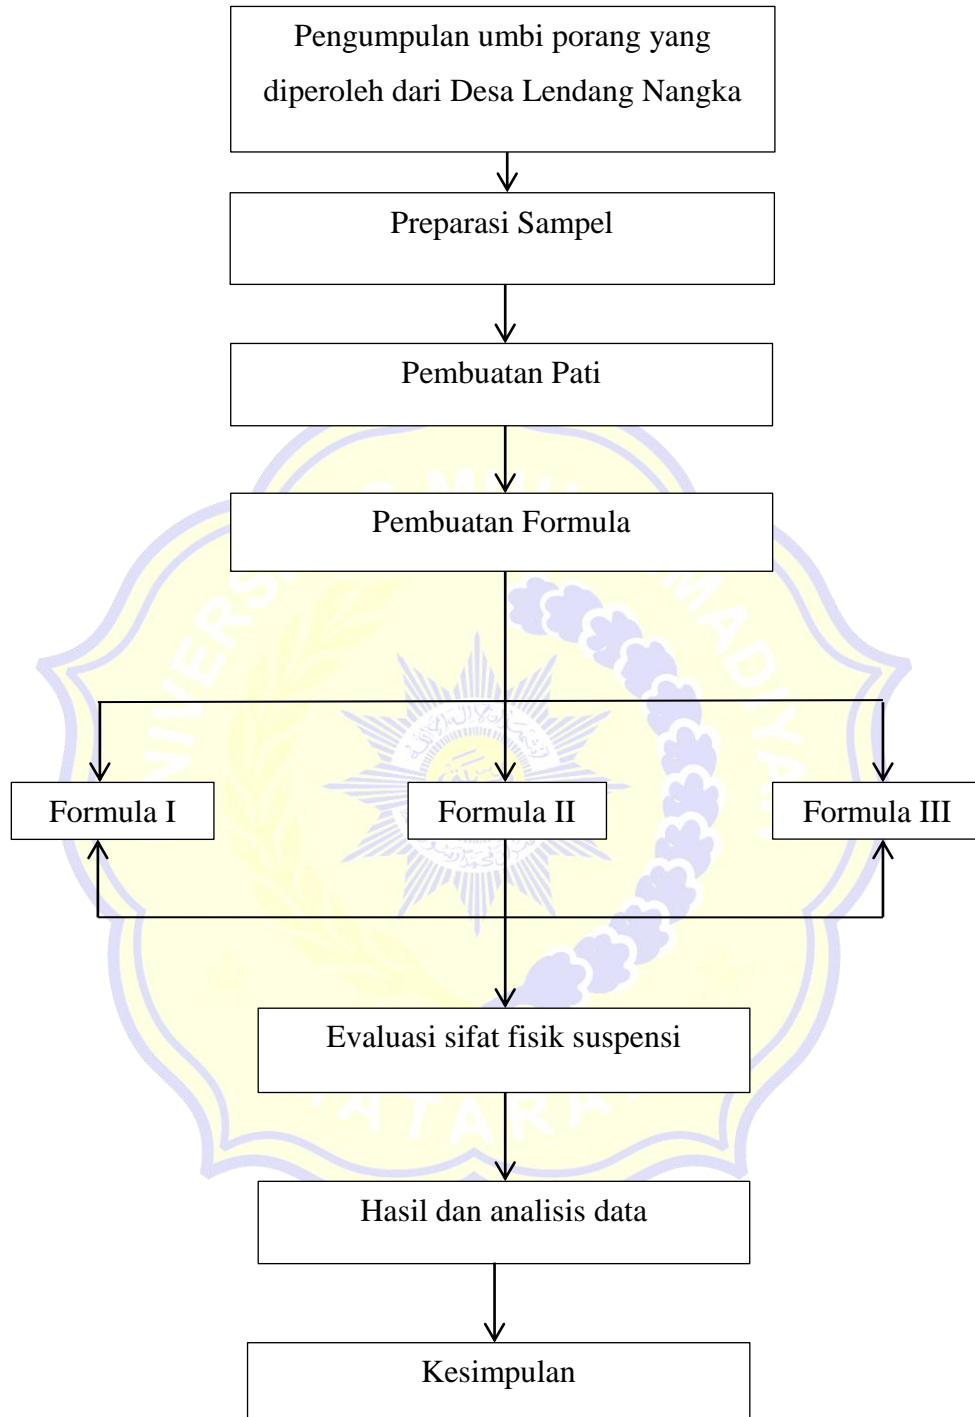 Pengumpulan umbi porang yang
diperoleh dari Desa Lendang Nangka
Preparasi Sampel
Pembuatan Pati
Pembuatan Formula
Formula I
Formula II
Formula III
Evaluasi sifat fisik suspensi
Hasil dan analisis data
Kesimpulan